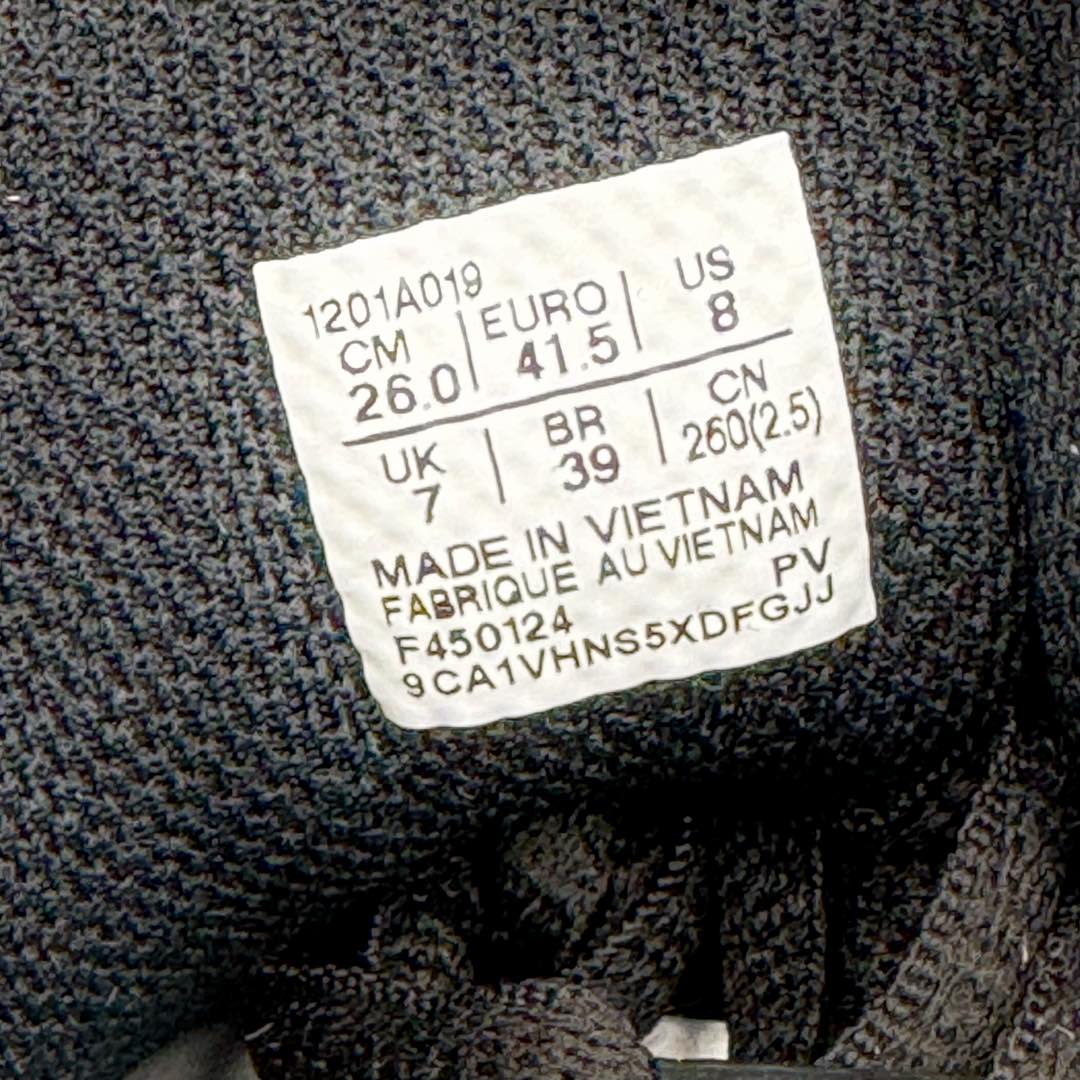 1201A019
CM | EURO | US
26.0 | 41.5 | 8
UK | BR | CN
7 | 39 | 260(2.5)
MADE IN VIETNAM
FABRIQUE AU VIETNAM
F450124 PV
9CA1VHNS5XDFGJJ